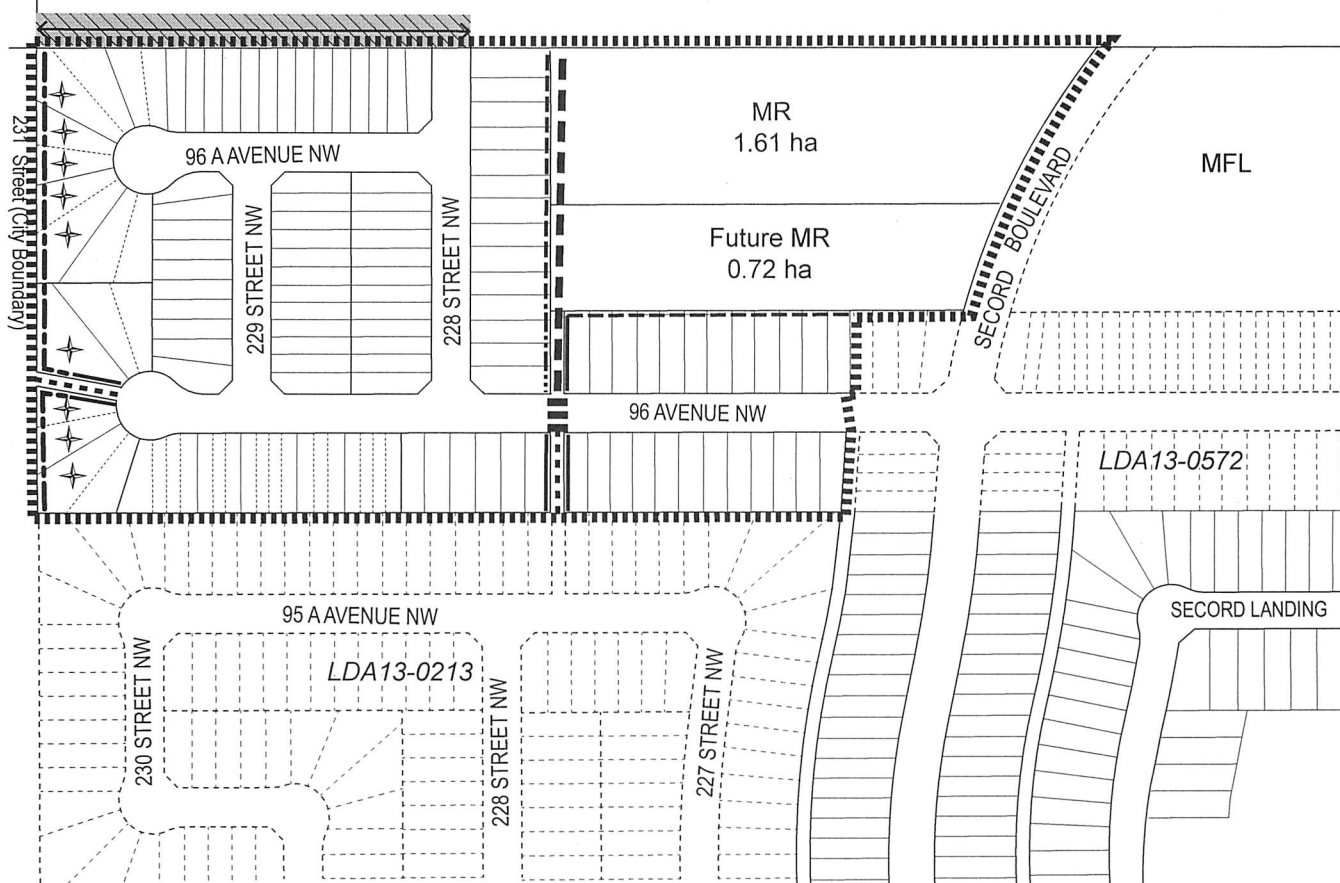 MR
1.61 ha
MFL
96 A AVENUE NW
231 Street (City Boundary)
SECORD BOULEVARD
Future MR
0.72 ha
229 STREET NW
228 STREET NW
96 AVENUE NW
LDA13-0572
95 A AVENUE NW
SECORD LANDING
LDA13-0213
230 STREET NW
228 STREET NW
227 STREET NW